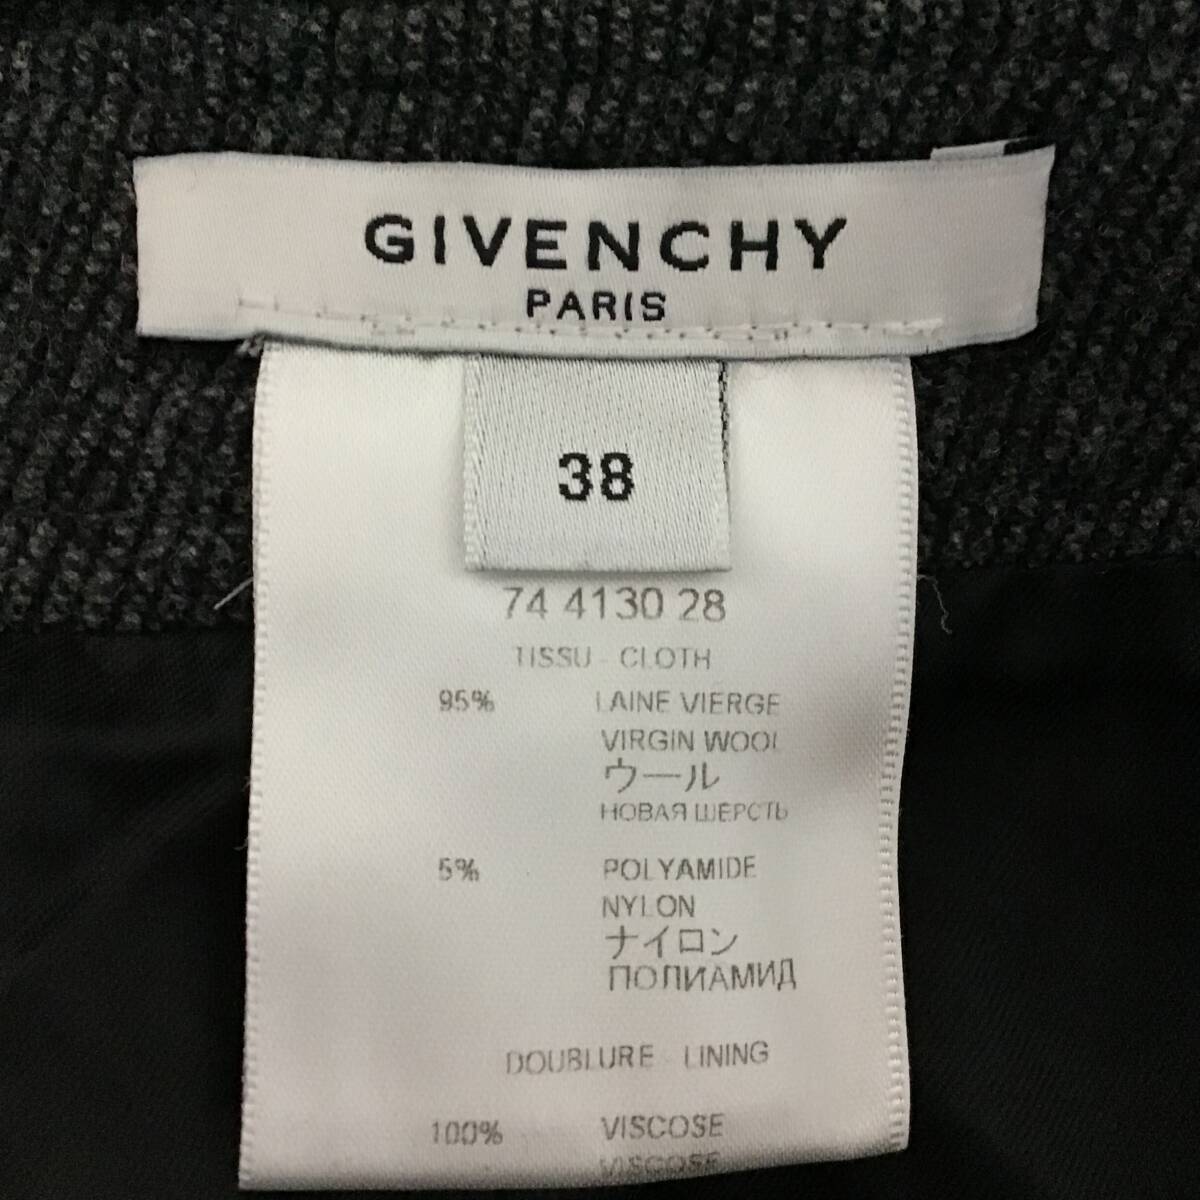 GIVENCHY
PARIS
38
74 4130 28
TISSU - CLOTH
95% LAINE VIERGE
VIRGIN WOOL
ウール
НОВАЯ ШЕРСТЬ
5% POLYAMIDE
NYLON
ナイロン
ПОЛИАМИД
DOUBLURE - LINING
100% VISCOSE
VISCOSE